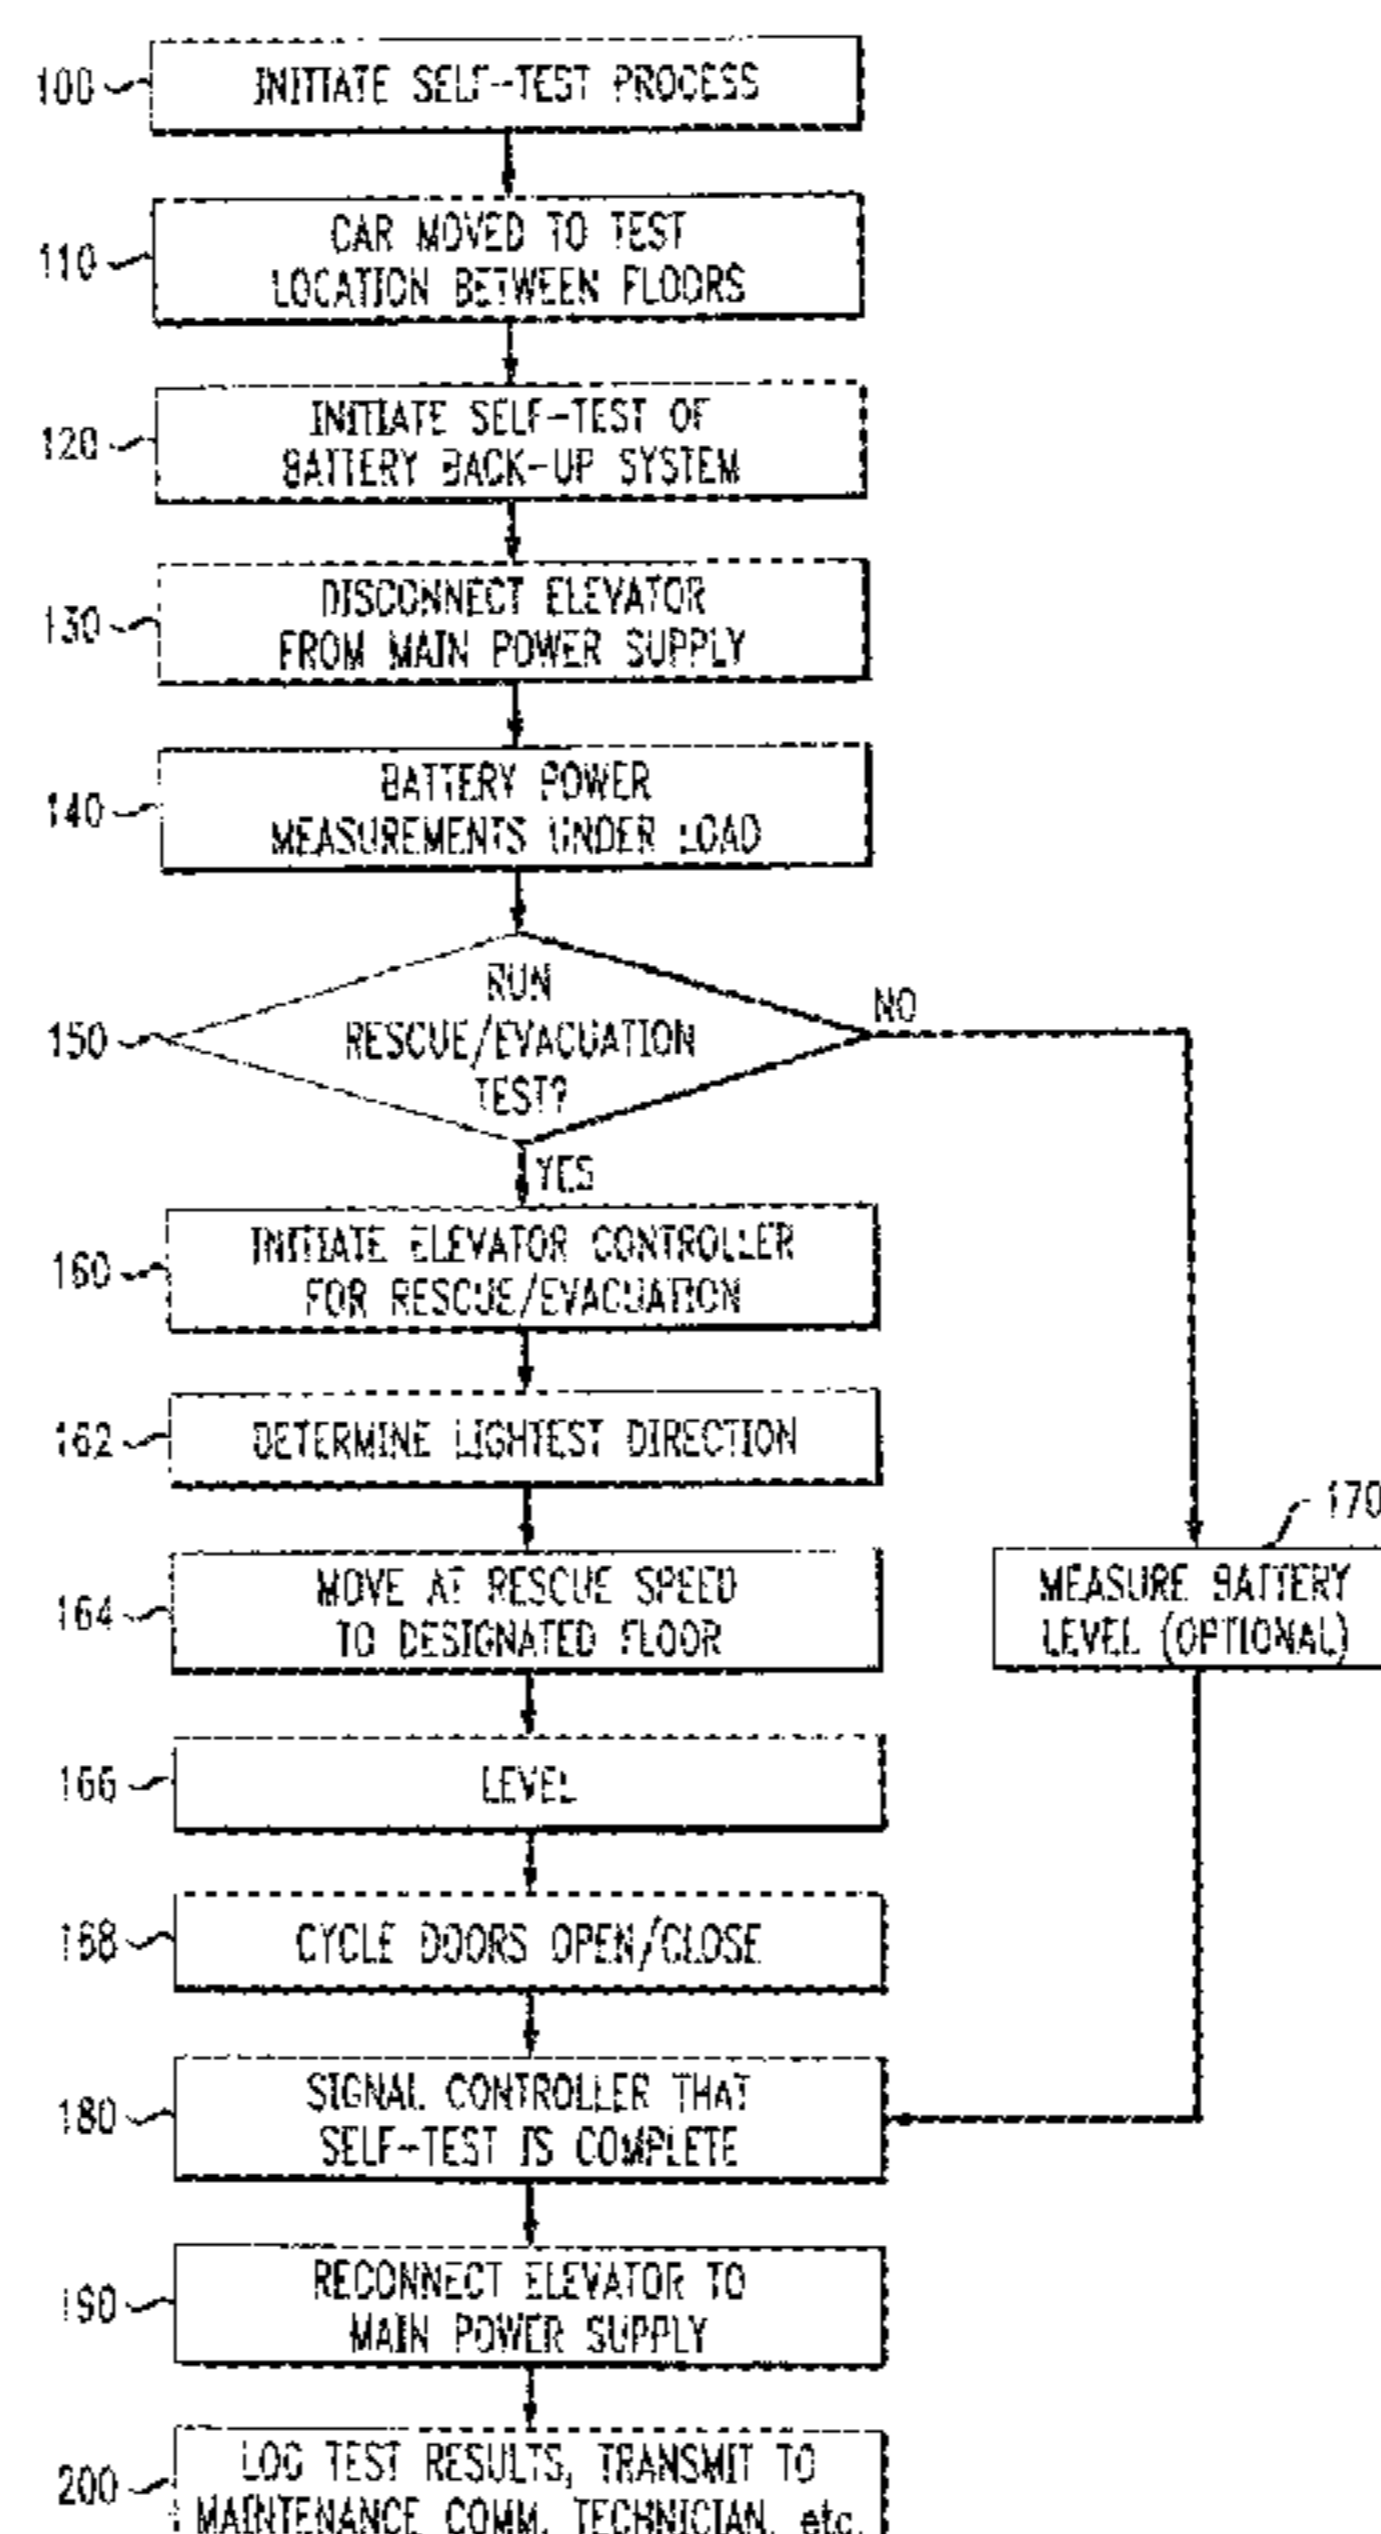 100
INITIATE SELF-TEST PROCESS
110
CAR MOVED TO TEST
LOCATION BETWEEN FLOORS
120
INITIATE SELF-TEST OF
BATTERY BACK-UP SYSTEM
130
DISCONNECT ELEVATOR
FROM MAIN POWER SUPPLY
140
BATTERY POWER
MEASUREMENTS UNDER LOAD
150
RUN
RESCUE/EVACUATION
TEST?
NO
YES
160
INITIATE ELEVATOR CONTROLLER
FOR RESCUE/EVACUATION
162
DETERMINE LIGHTEST DIRECTION
164
MOVE AT RESCUE SPEED
TO DESIGNATED FLOOR
170
MEASURE BATTERY
LEVEL (OPTIONAL)
166
LEVEL
168
CYCLE DOORS OPEN/CLOSE
180
SIGNAL CONTROLLER THAT
SELF-TEST IS COMPLETE
190
RECONNECT ELEVATOR TO
MAIN POWER SUPPLY
200
LOG TEST RESULTS, TRANSMIT TO
MAINTENANCE COMM. TECHNICIAN, etc.